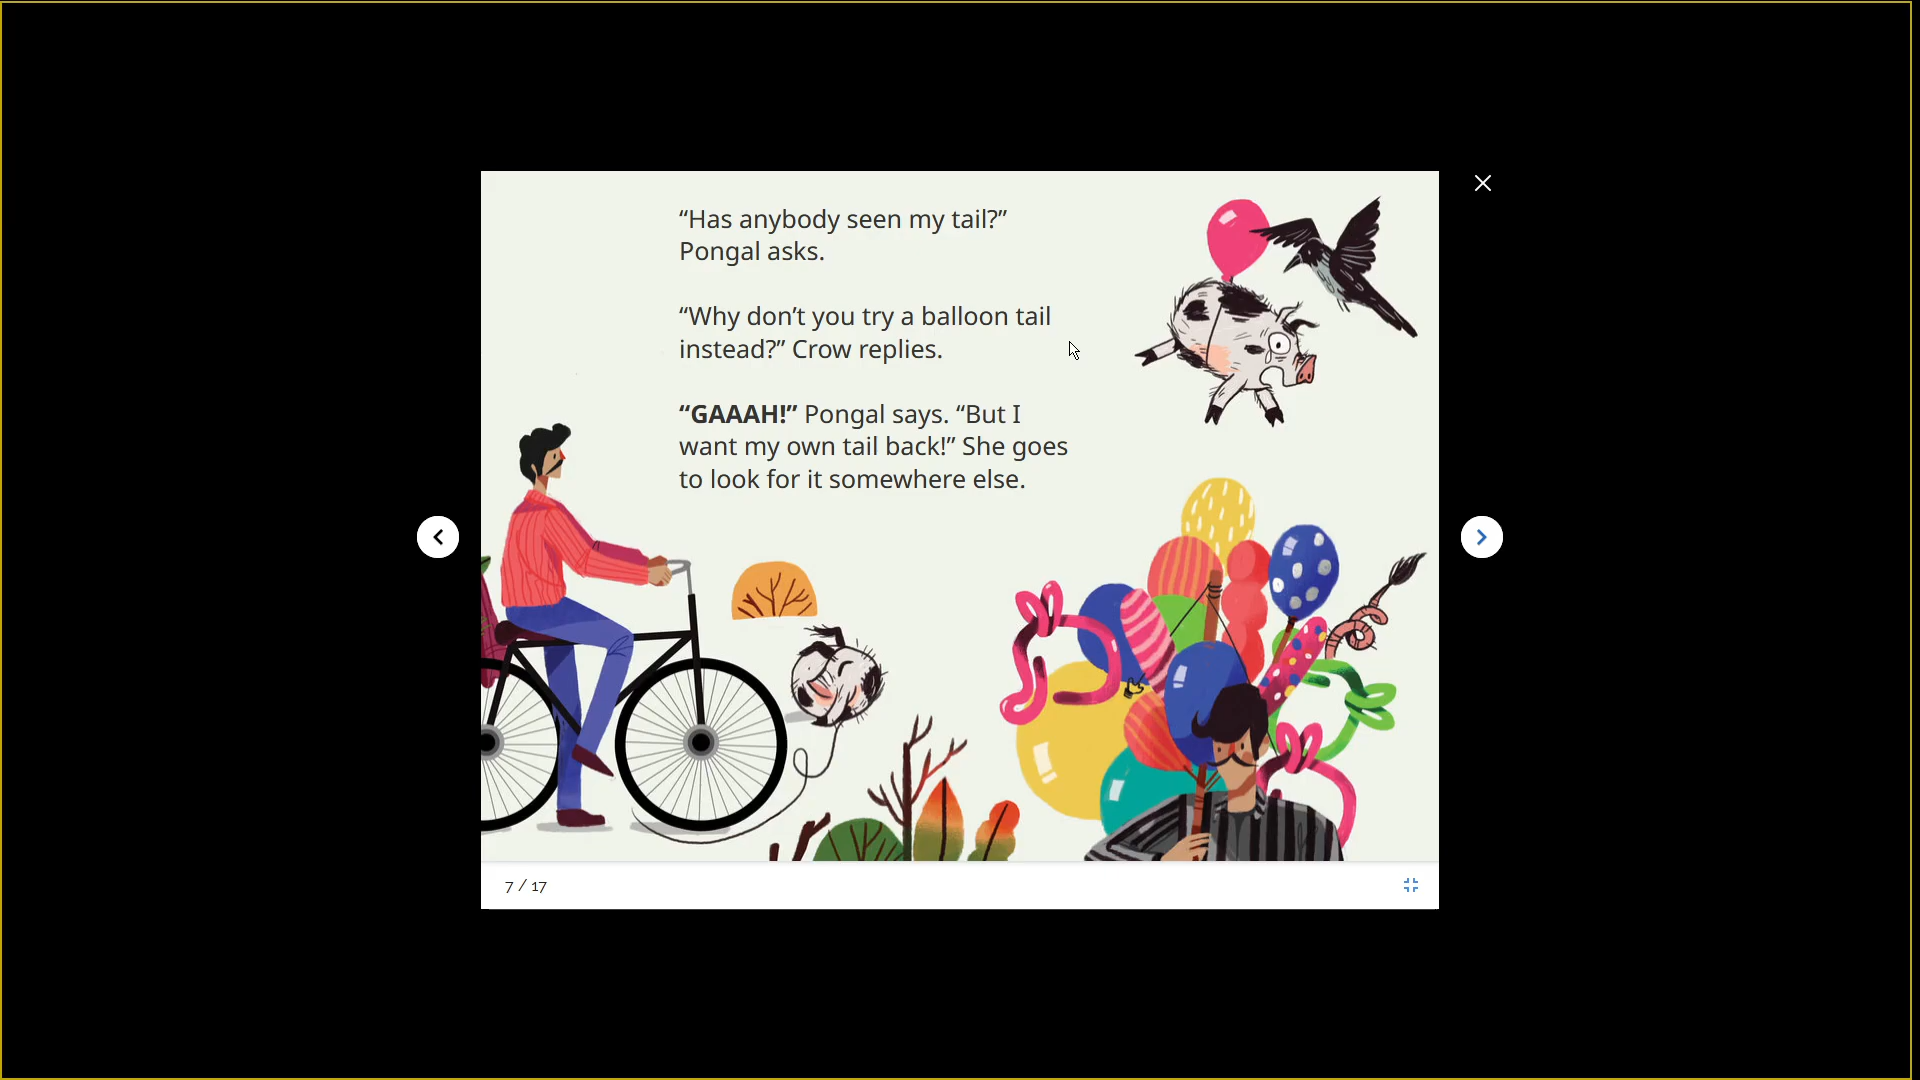 “Has anybody seen my tail?”
Pongal asks.
“Why don’t you try a balloon tail
instead?” Crow replies.
“GAAAH!” Pongal says. “But I
want my own tail back!” She goes
to look for it somewhere else.
7 / 17